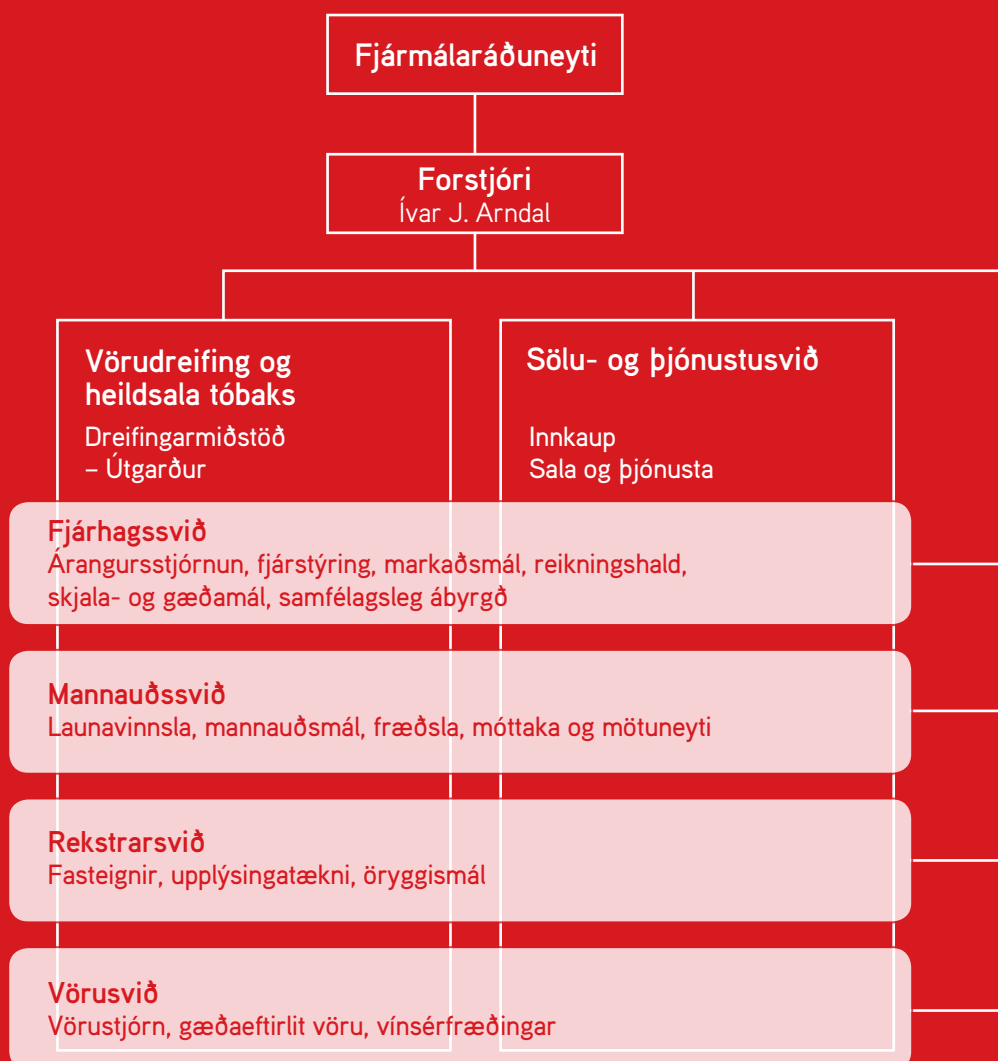 Fjármálaráðuneyti
Forstjóri
Ívar J. Arndal
Vörudreifing og
heildsala tóbaks
Dreifingarmiðstöð
– Útgarður
Sölu- og þjónustusvið
Innkaup
Sala og þjónusta
Fjárhagssvið
Árangursstjórnun, fjárstýring, markaðsmál, reikningshald,
skjala- og gæðamál, samfélagsleg ábyrgð
Mannauðssvið
Launavinnsla, mannauðsmál, fræðsla, móttaka og mötuneyti
Rekstrarsvið
Fasteignir, upplýsingatækni, öryggismál
Vörusvið
Vörustjórn, gæðaeftirlit vöru, vínsérfræðingar